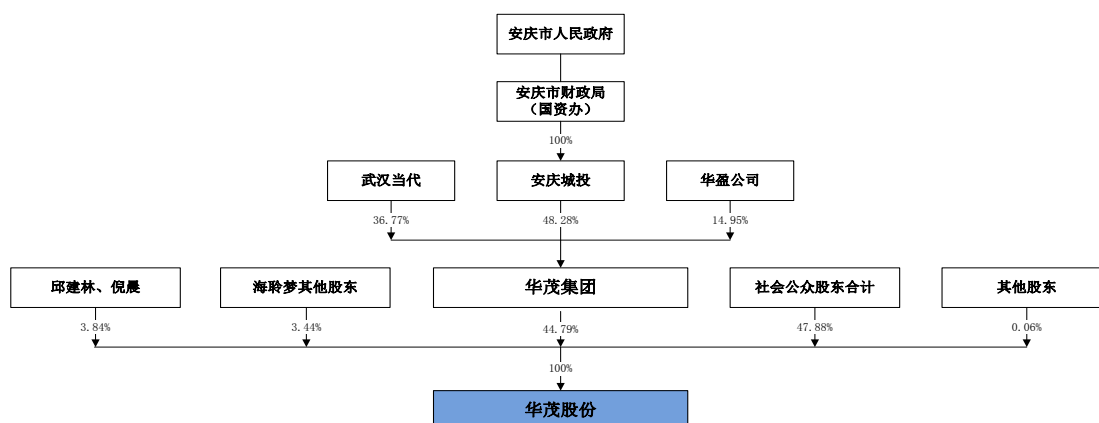 安庆市人民政府
安庆市财政局
（国资办）
100%
武汉当代
安庆城投
华盈公司
36.77%
48.28%
14.95%
邱建林、倪晨
海聆梦其他股东
华茂集团
社会公众股东合计
其他股东
3.84%
3.44%
44.79%
47.88%
0.06%
100%
华茂股份